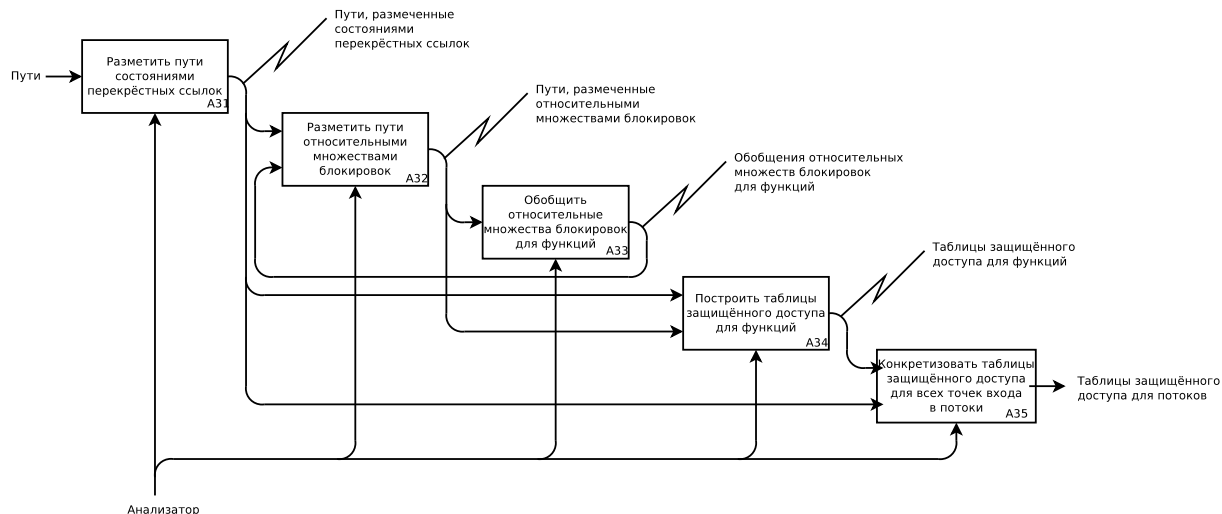 Пути
Разметить пути
состояниями
перекрёстных ссылок
A31
Пути, размеченные
состояниями
перекрёстных ссылок
Разметить пути
относительными
множествами
блокировок
A32
Пути, размеченные
относительными
множествами блокировок
Обобщить
относительные
множества блокировок
для функций
A33
Обобщения относительных
множеств блокировок
для функций
Построить таблицы
защищённого доступа
для функций
A34
Таблицы защищённого
доступа для функций
Конкретизовать таблицы
защищённого доступа
для всех точек входа
в потоки
A35
Таблицы защищённого
доступа для потоков
Анализатор